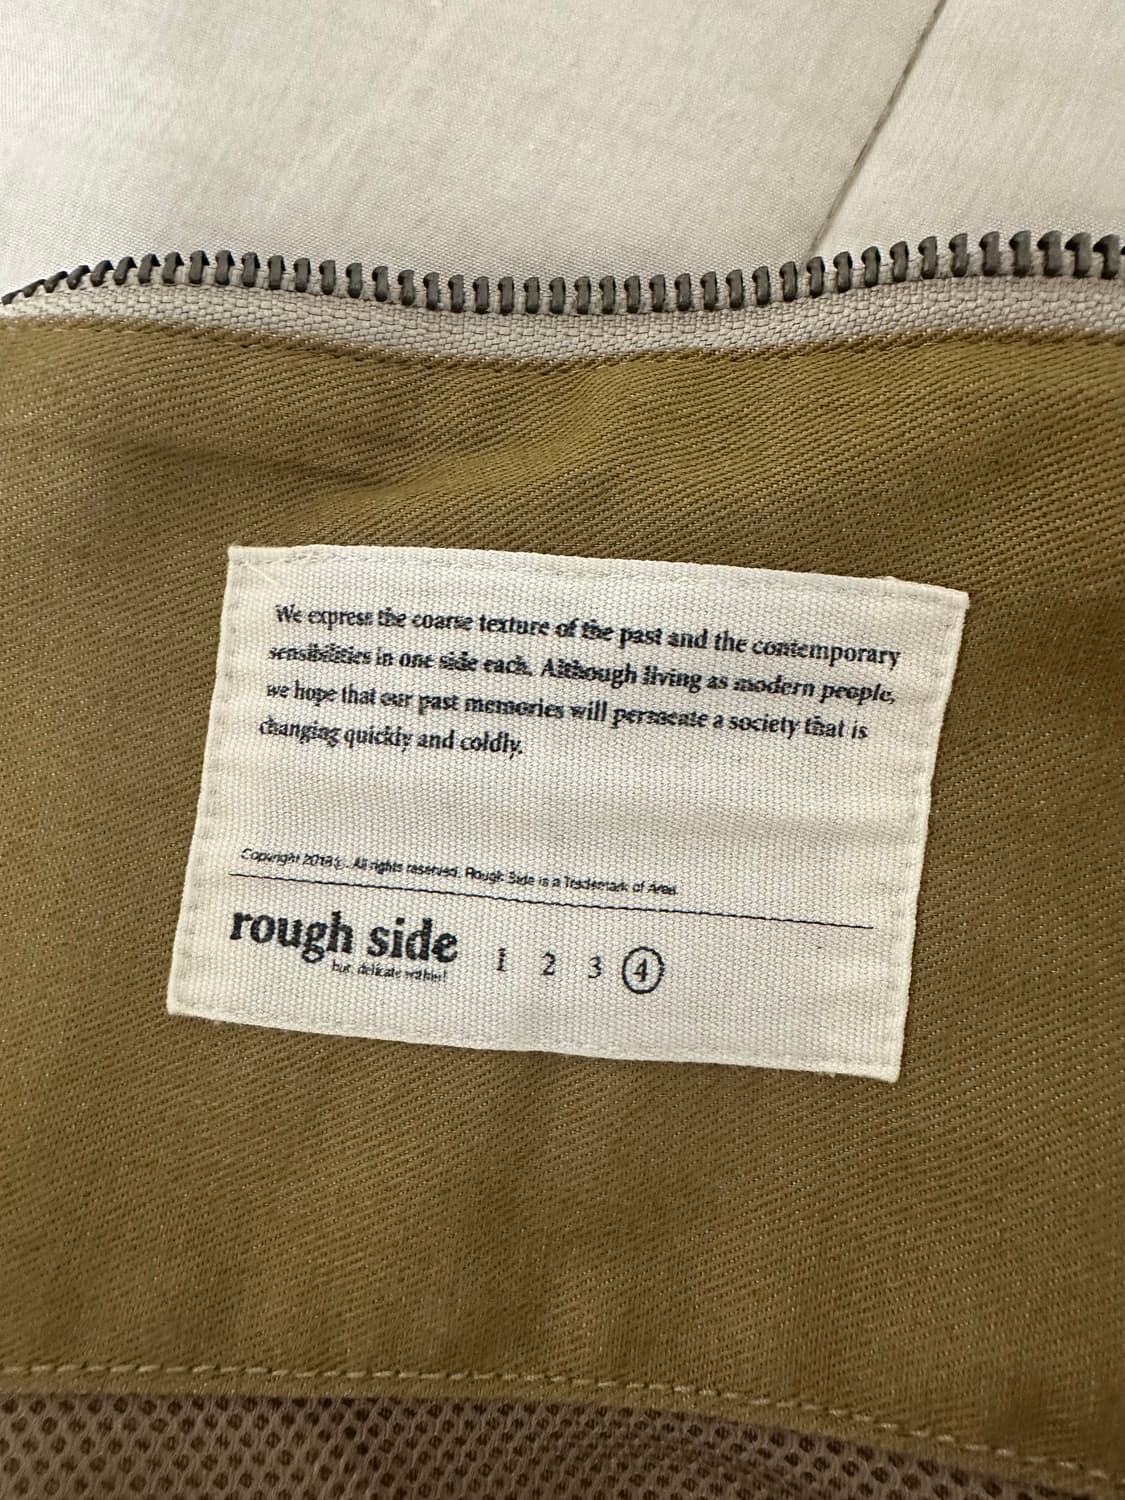 We express the coarse texture of the past and the contemporary
sensibilities in one side each. Although living as modern people,
we hope that our past memories will permeate a society that is
changing quickly and coldly.
Copyright 2018©. All rights reserved. Rough Side is a Trademark of Area.
rough side 1 2 3 4
but, delicate within!